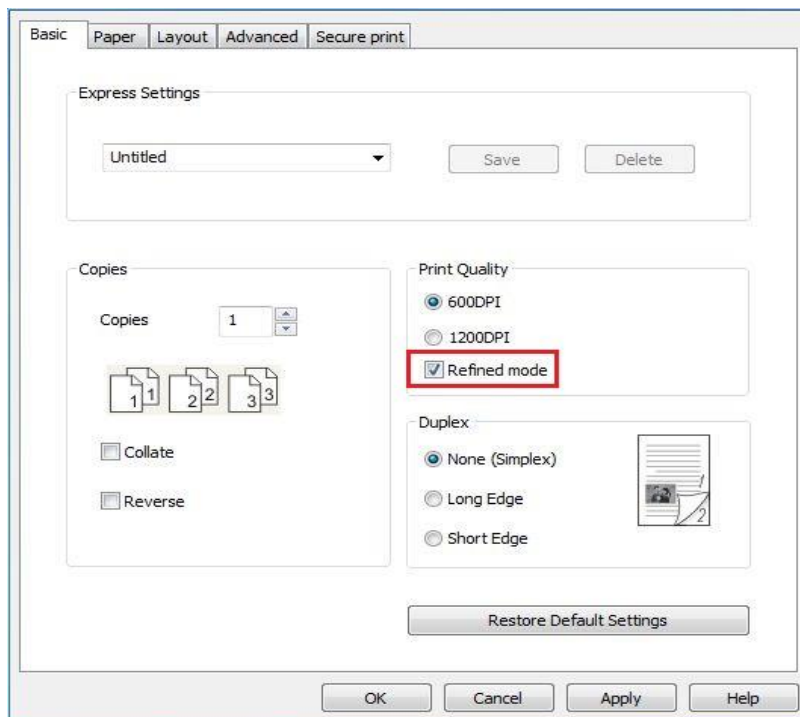 Basic Paper Layout Advanced Secure print
Express Settings
Untitled Save Delete
Copies
Copies 1
1 1 2 2 3 3
Collate
Reverse
Print Quality
600DPI
1200DPI
Refined mode
Duplex
None (Simplex)
Long Edge
Short Edge
1
2
Restore Default Settings
OK Cancel Apply Help